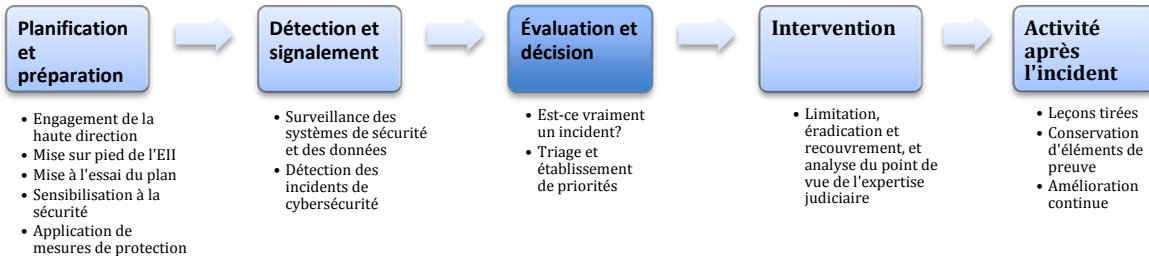 Planification
et
préparation
• Engagement de la
haute direction
• Mise sur pied de l'EII
• Mise à l'essai du plan
• Sensibilisation à la
sécurité
• Application de
mesures de protection
Détection et
signalement
• Surveillance des
systèmes de sécurité
et des données
• Détection des
incidents de
cybersécurité
Évaluation et
décision
• Est-ce vraiment
un incident?
• Triage et
établissement
de priorités
Intervention
• Limitation,
éradication et
recouvrement, et
analyse du point de
vue de l'expertise
judiciaire
Activité
après
l'incident
• Leçons tirées
• Conservation
d'éléments de
preuve
• Amélioration
continue